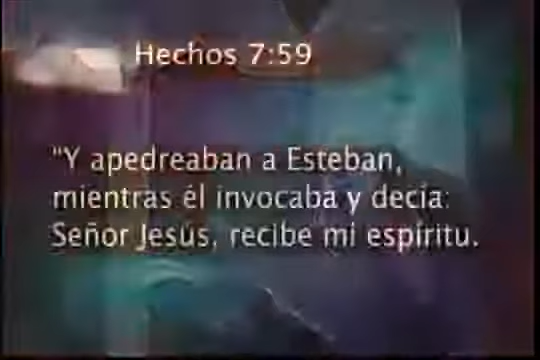 Hechos 7:59
"Y apedreaban a Esteban,
mientras él invocaba y decía:
Señor Jesús, recibe mi espíritu.